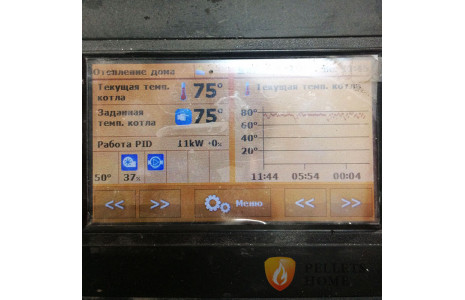 Отопление дома
Текущая темп. котла 75°
Заданная темп. котла 75°
Работа PID 11kW -0%
50° 37%
Текущая темп. котла
80°
60°
40°
20°
11:44 05:54 00:04
<< >> Меню << >>
PELLETS
HOME